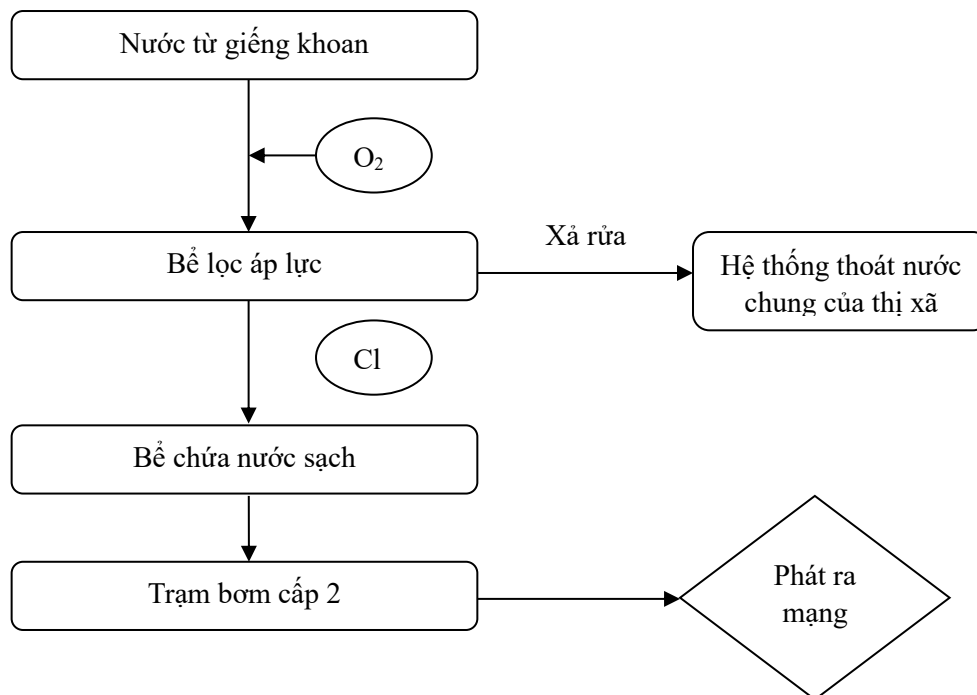 Nước từ giếng khoan
O₂
Bể lọc áp lực
Xả rửa
Hệ thống thoát nước
chung của thị xã
Cl
Bể chứa nước sạch
Trạm bơm cấp 2
Phát ra
mạng